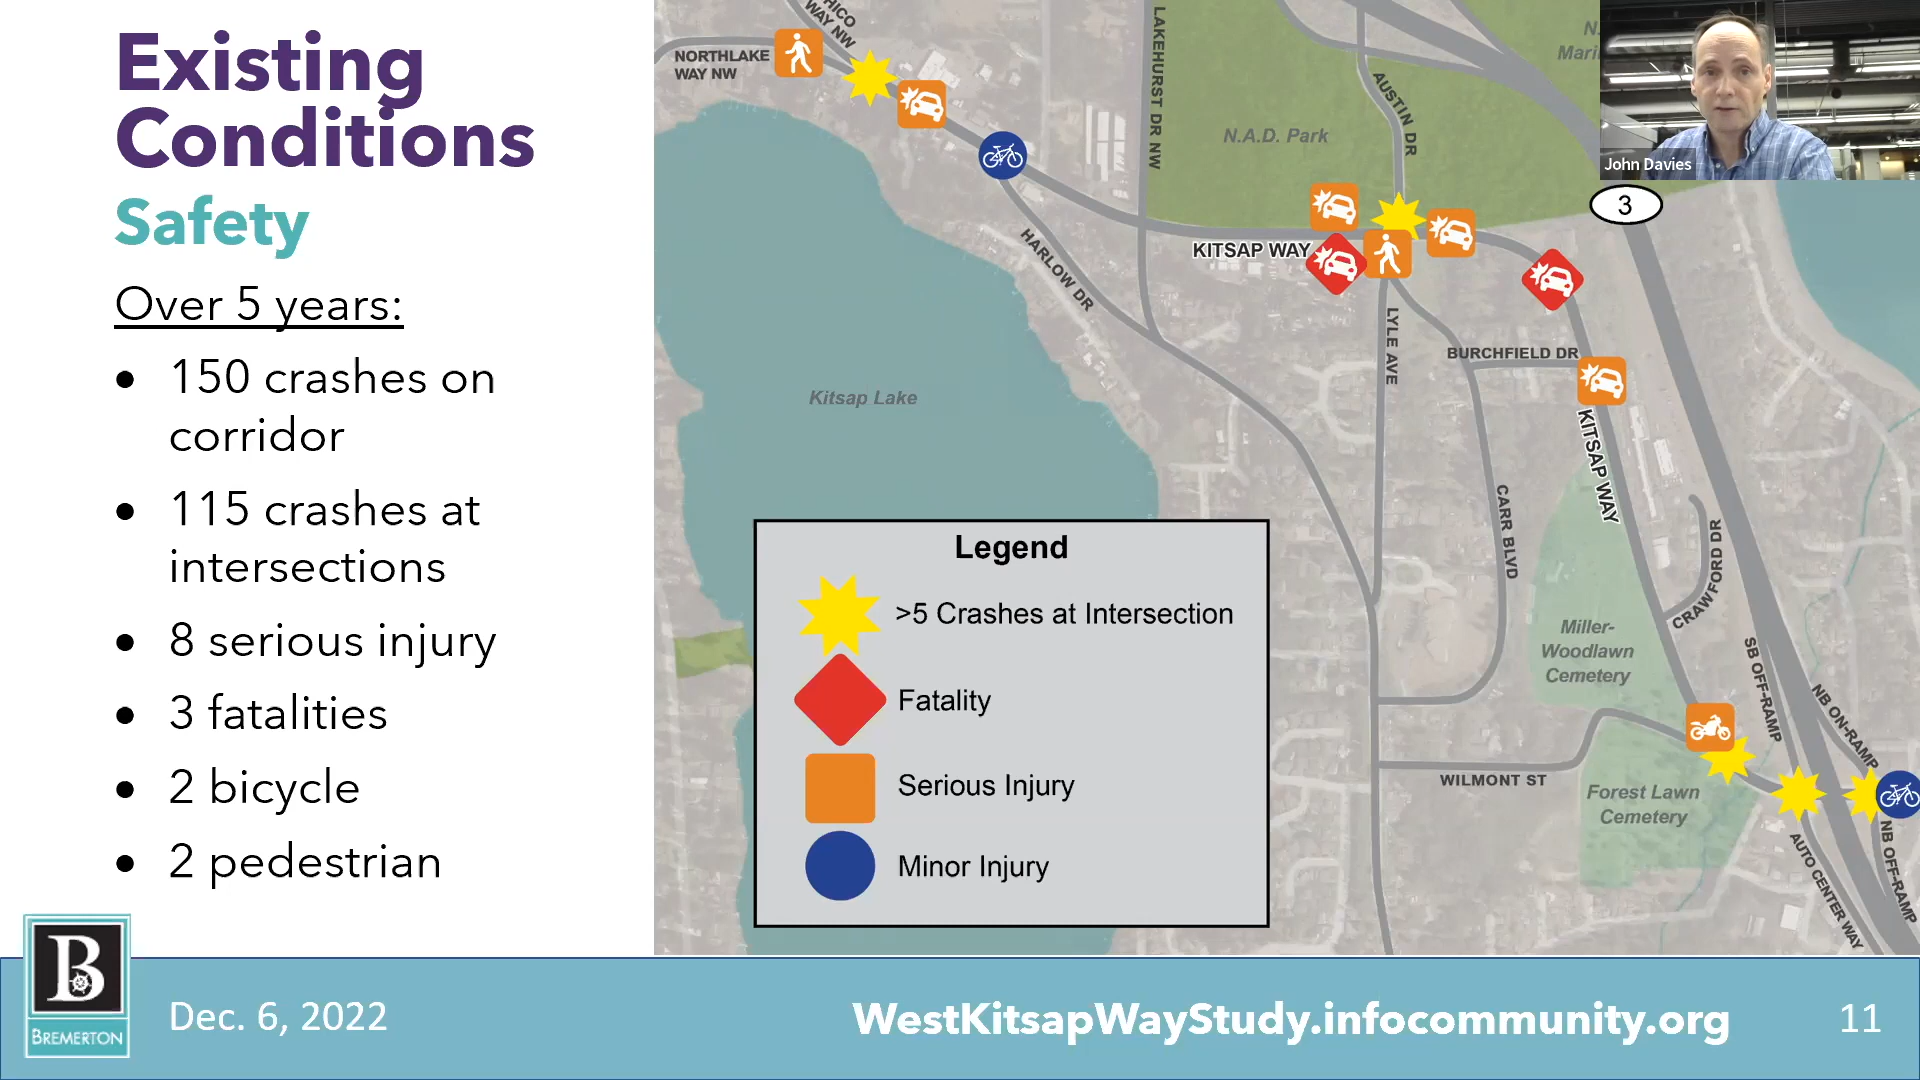 Existing
Conditions
Safety
Over 5 years:
• 150 crashes on
corridor
• 115 crashes at
intersections
• 8 serious injury
• 3 fatalities
• 2 bicycle
• 2 pedestrian
NORTHLAKE
WAY NW
CHICO
WAY NW
LAKEHURST DR NW
N.A.D. Park
AUSTIN DR
N.
Mari
John Davies
3
KITSAP WAY
HARLOW DR
LYLE AVE
BURCHFIELD DR
Kitsap Lake
KITSAP WAY
CARR BLVD
CRAWFORD DR
Miller-
Woodlawn
Cemetery
SB OFF-RAMP
NB ON-RAMP
WILMONT ST
Forest Lawn
Cemetery
AUTO CENTER WAY
NB OFF-RAMP
Legend
>5 Crashes at Intersection
Fatality
Serious Injury
Minor Injury
B
BREMERTON
Dec. 6, 2022
WestKitsapWayStudy.infocommunity.org
11